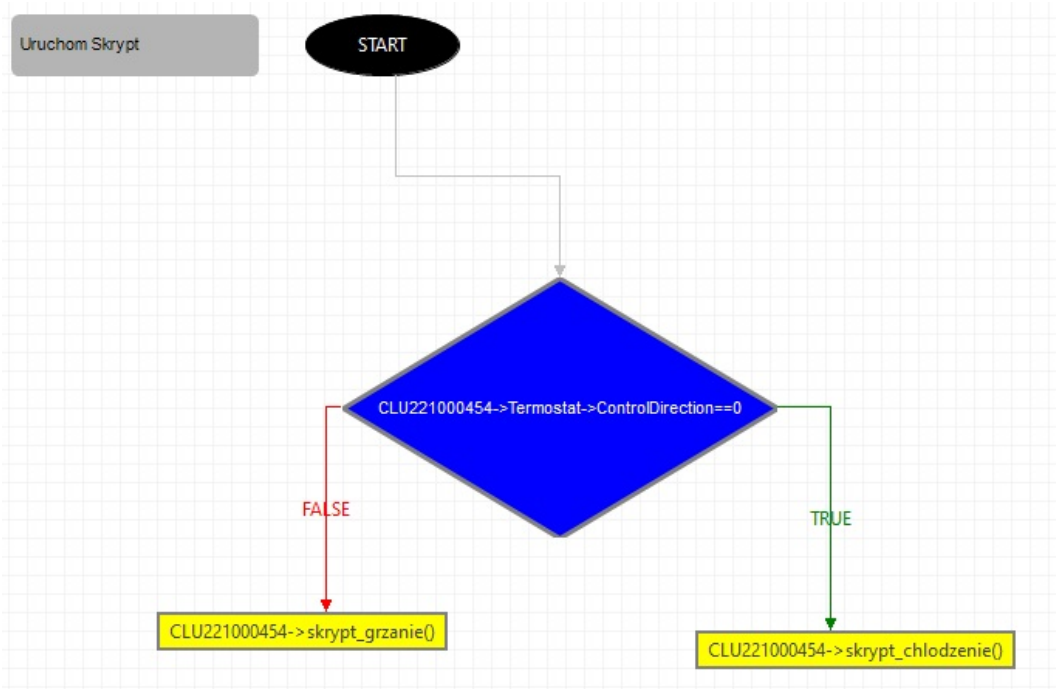 Uruchom Skrypt
START
CLU221000454->Termostat->ControlDirection==0
FALSE
TRUE
CLU221000454->skrypt_grzanie()
CLU221000454->skrypt_chlodzenie()